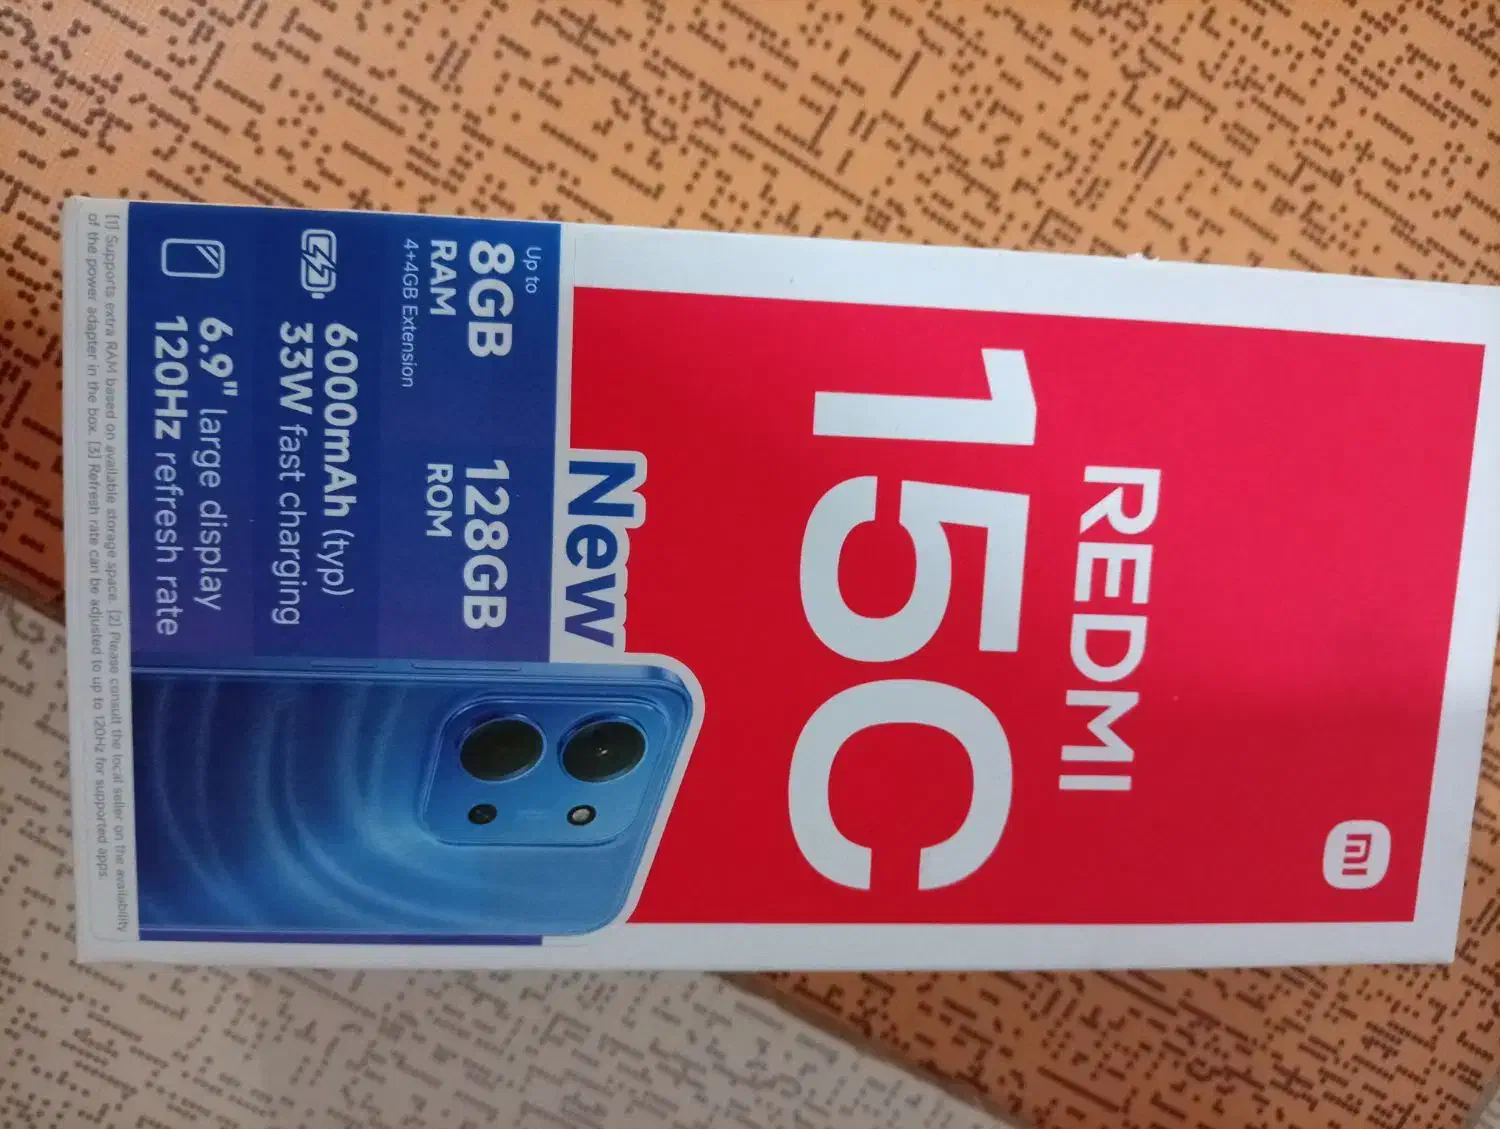 REDMI
15C
New
Up to
8GB 128GB
RAM ROM
4+4GB Extension
6000mAh (typ)
33W fast charging
6.9" large display
120Hz refresh rate
[1] Supports extra RAM based on available storage space. [2] Please consult the local seller on the availability
of the power adapter in the box. [3] Refresh rate can be adjusted to up to 120Hz for supported apps.